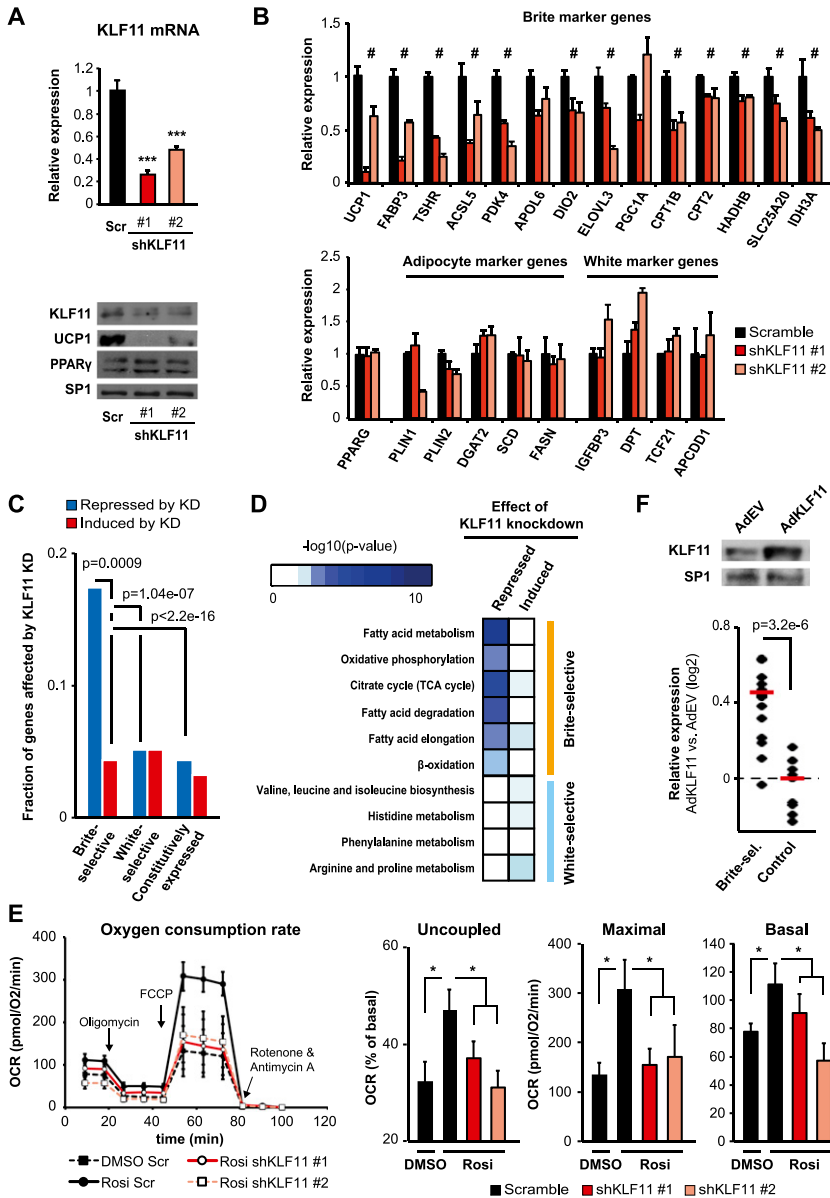 A
KLF11 mRNA
Relative expression
1.2
1
0.8
0.6
0.4
0.2
0
***
***
Scr
#1
#2
shKLF11
KLF11
UCP1
PPARγ
SP1
Scr
#1
#2
shKLF11
B
Brite marker genes
Relative expression
1.5
1
0.5
0
# # # # # # # # # # # #
UCP1
FABP3
TSHR
ACSL5
PDK4
APOL6
DIO2
ELOVL3
PGC1A
CPT1B
CPT2
HADHB
SLC25A20
IDH3A
Adipocyte marker genes
White marker genes
Relative expression
2.5
2.0
1.5
1.0
0.5
0
PPARG
PLIN1
PLIN2
DGAT2
SCD
FASN
IGFBP3
DPT
TCF21
APCDD1
Scramble
shKLF11 #1
shKLF11 #2
C
Repressed by KD
Induced by KD
Fraction of genes affected by KLF11 KD
0.2
0.1
0
p=0.0009
p=1.04e-07
p<2.2e-16
Brite-
selective
White-
selective
Constitutively
expressed
D
Effect of
KLF11 knockdown
-log10(p-value)
0
10
Repressed
Induced
Fatty acid metabolism
Oxidative phosphorylation
Citrate cycle (TCA cycle)
Fatty acid degradation
Fatty acid elongation
β-oxidation
Valine, leucine and isoleucine biosynthesis
Histidine metabolism
Phenylalanine metabolism
Arginine and proline metabolism
Brite-selective
White-selective
F
AdEV
AdKLF11
KLF11
SP1
p=3.2e-6
Relative expression
AdKLF11 vs. AdEV (log2)
0.4
0
Brite-sel.
Control
E
Oxygen consumption rate
OCR (pmol/O2/min)
400
300
200
100
0
Oligomycin
FCCP
Rotenone &
Antimycin A
0 20 40 60 80 100 120
time (min)
DMSO Scr
Rosi shKLF11 #1
Rosi Scr
Rosi shKLF11 #2
Uncoupled
OCR (% of basal)
60
40
20
*
*
DMSO
Rosi
Maximal
OCR (pmol/O2/min)
400
300
200
100
0
*
*
DMSO
Rosi
Basal
140
120
100
80
60
40
20
0
*
*
DMSO
Rosi
Scramble
shKLF11 #1
shKLF11 #2